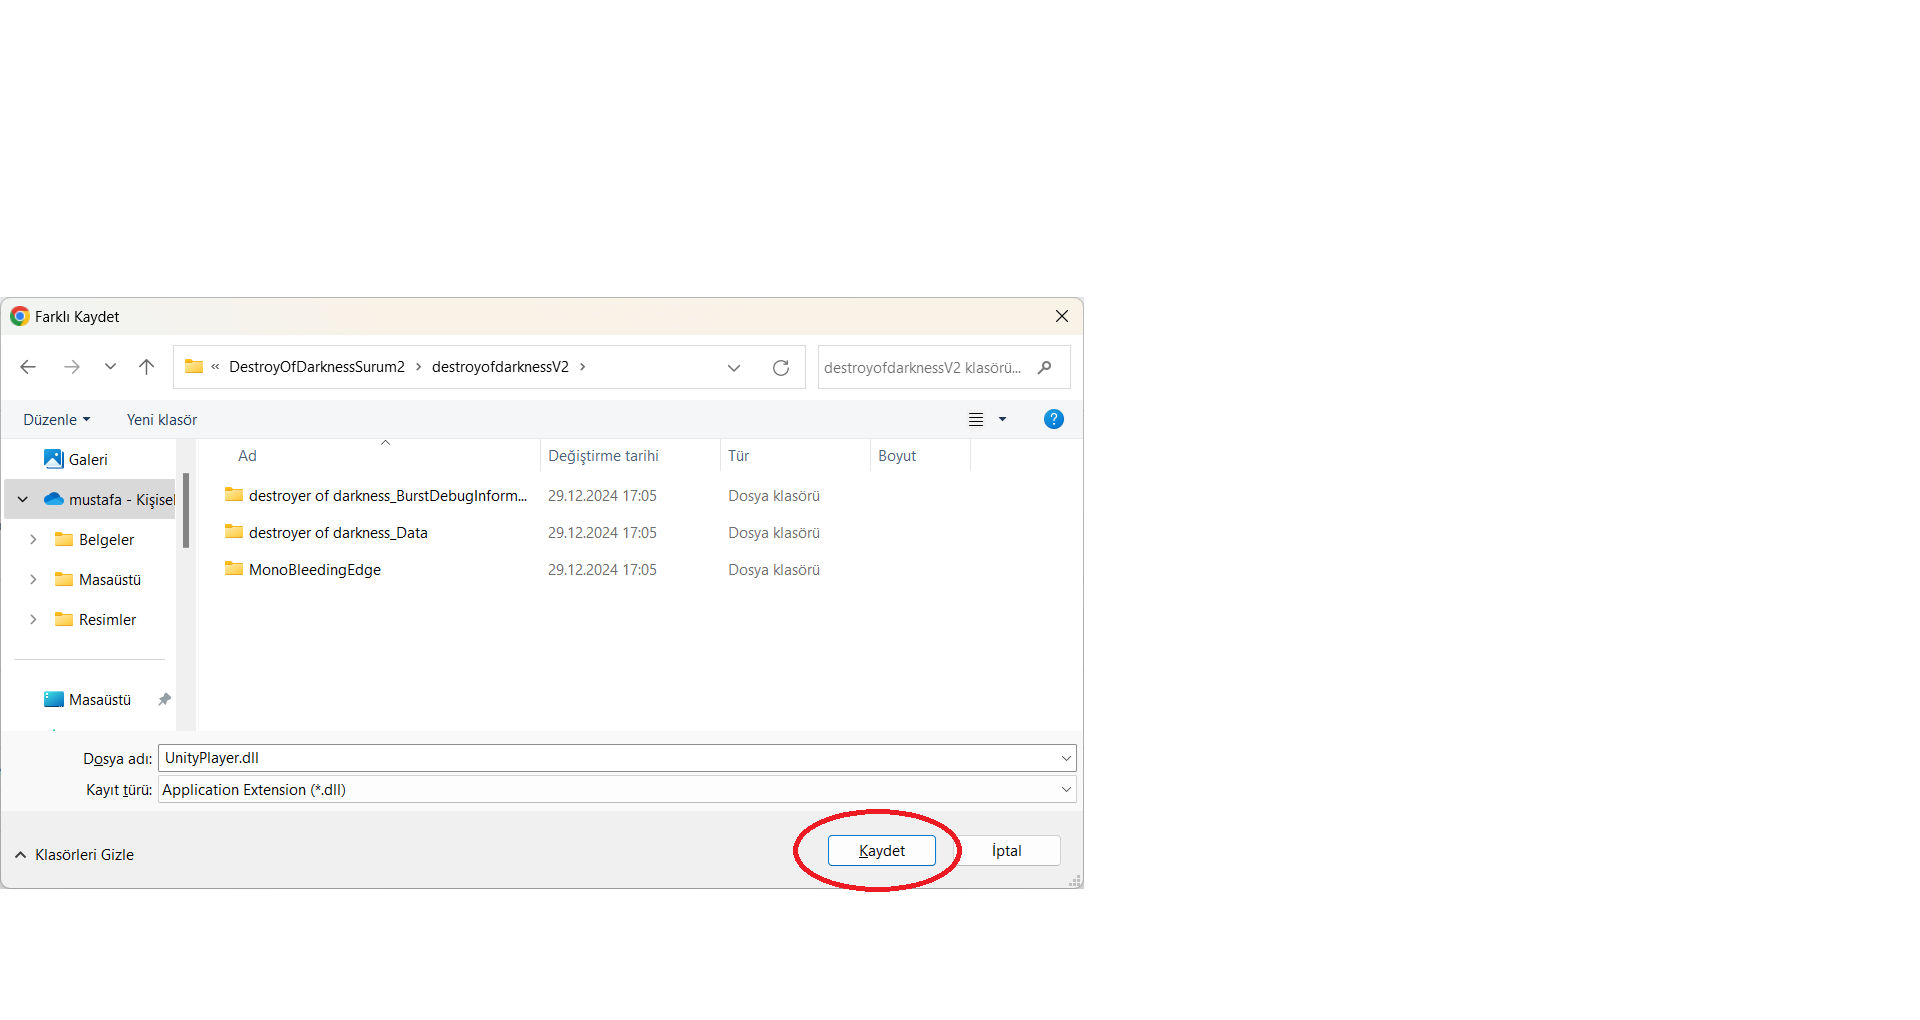 Farklı Kaydet
« DestroyOfDarknessSurum2 › destroyofdarknessV2 ›
destroyofdarknessV2 klasörü...
Düzenle
Yeni klasör
?
Ad
Değiştirme tarihi
Tür
Boyut
Galeri
mustafa - Kişisel
Belgeler
Masaüstü
Resimler
Masaüstü
destroyer of darkness_BurstDebugInform... 29.12.2024 17:05 Dosya klasörü
destroyer of darkness_Data 29.12.2024 17:05 Dosya klasörü
MonoBleedingEdge 29.12.2024 17:05 Dosya klasörü
Dosya adı: UnityPlayer.dll
Kayıt türü: Application Extension (*.dll)
Klasörleri Gizle
Kaydet
İptal